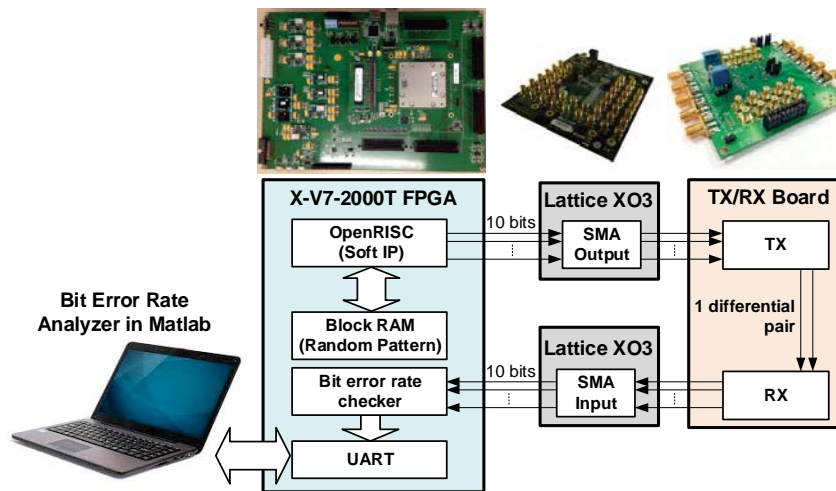 X-V7-2000T FPGA
OpenRISC
(Soft IP)
Block RAM
(Random Pattern)
Bit error rate
checker
UART
10 bits
Lattice XO3
SMA
Output
TX/RX Board
TX
1 differential
pair
RX
Lattice XO3
SMA
Input
10 bits
Bit Error Rate
Analyzer in Matlab